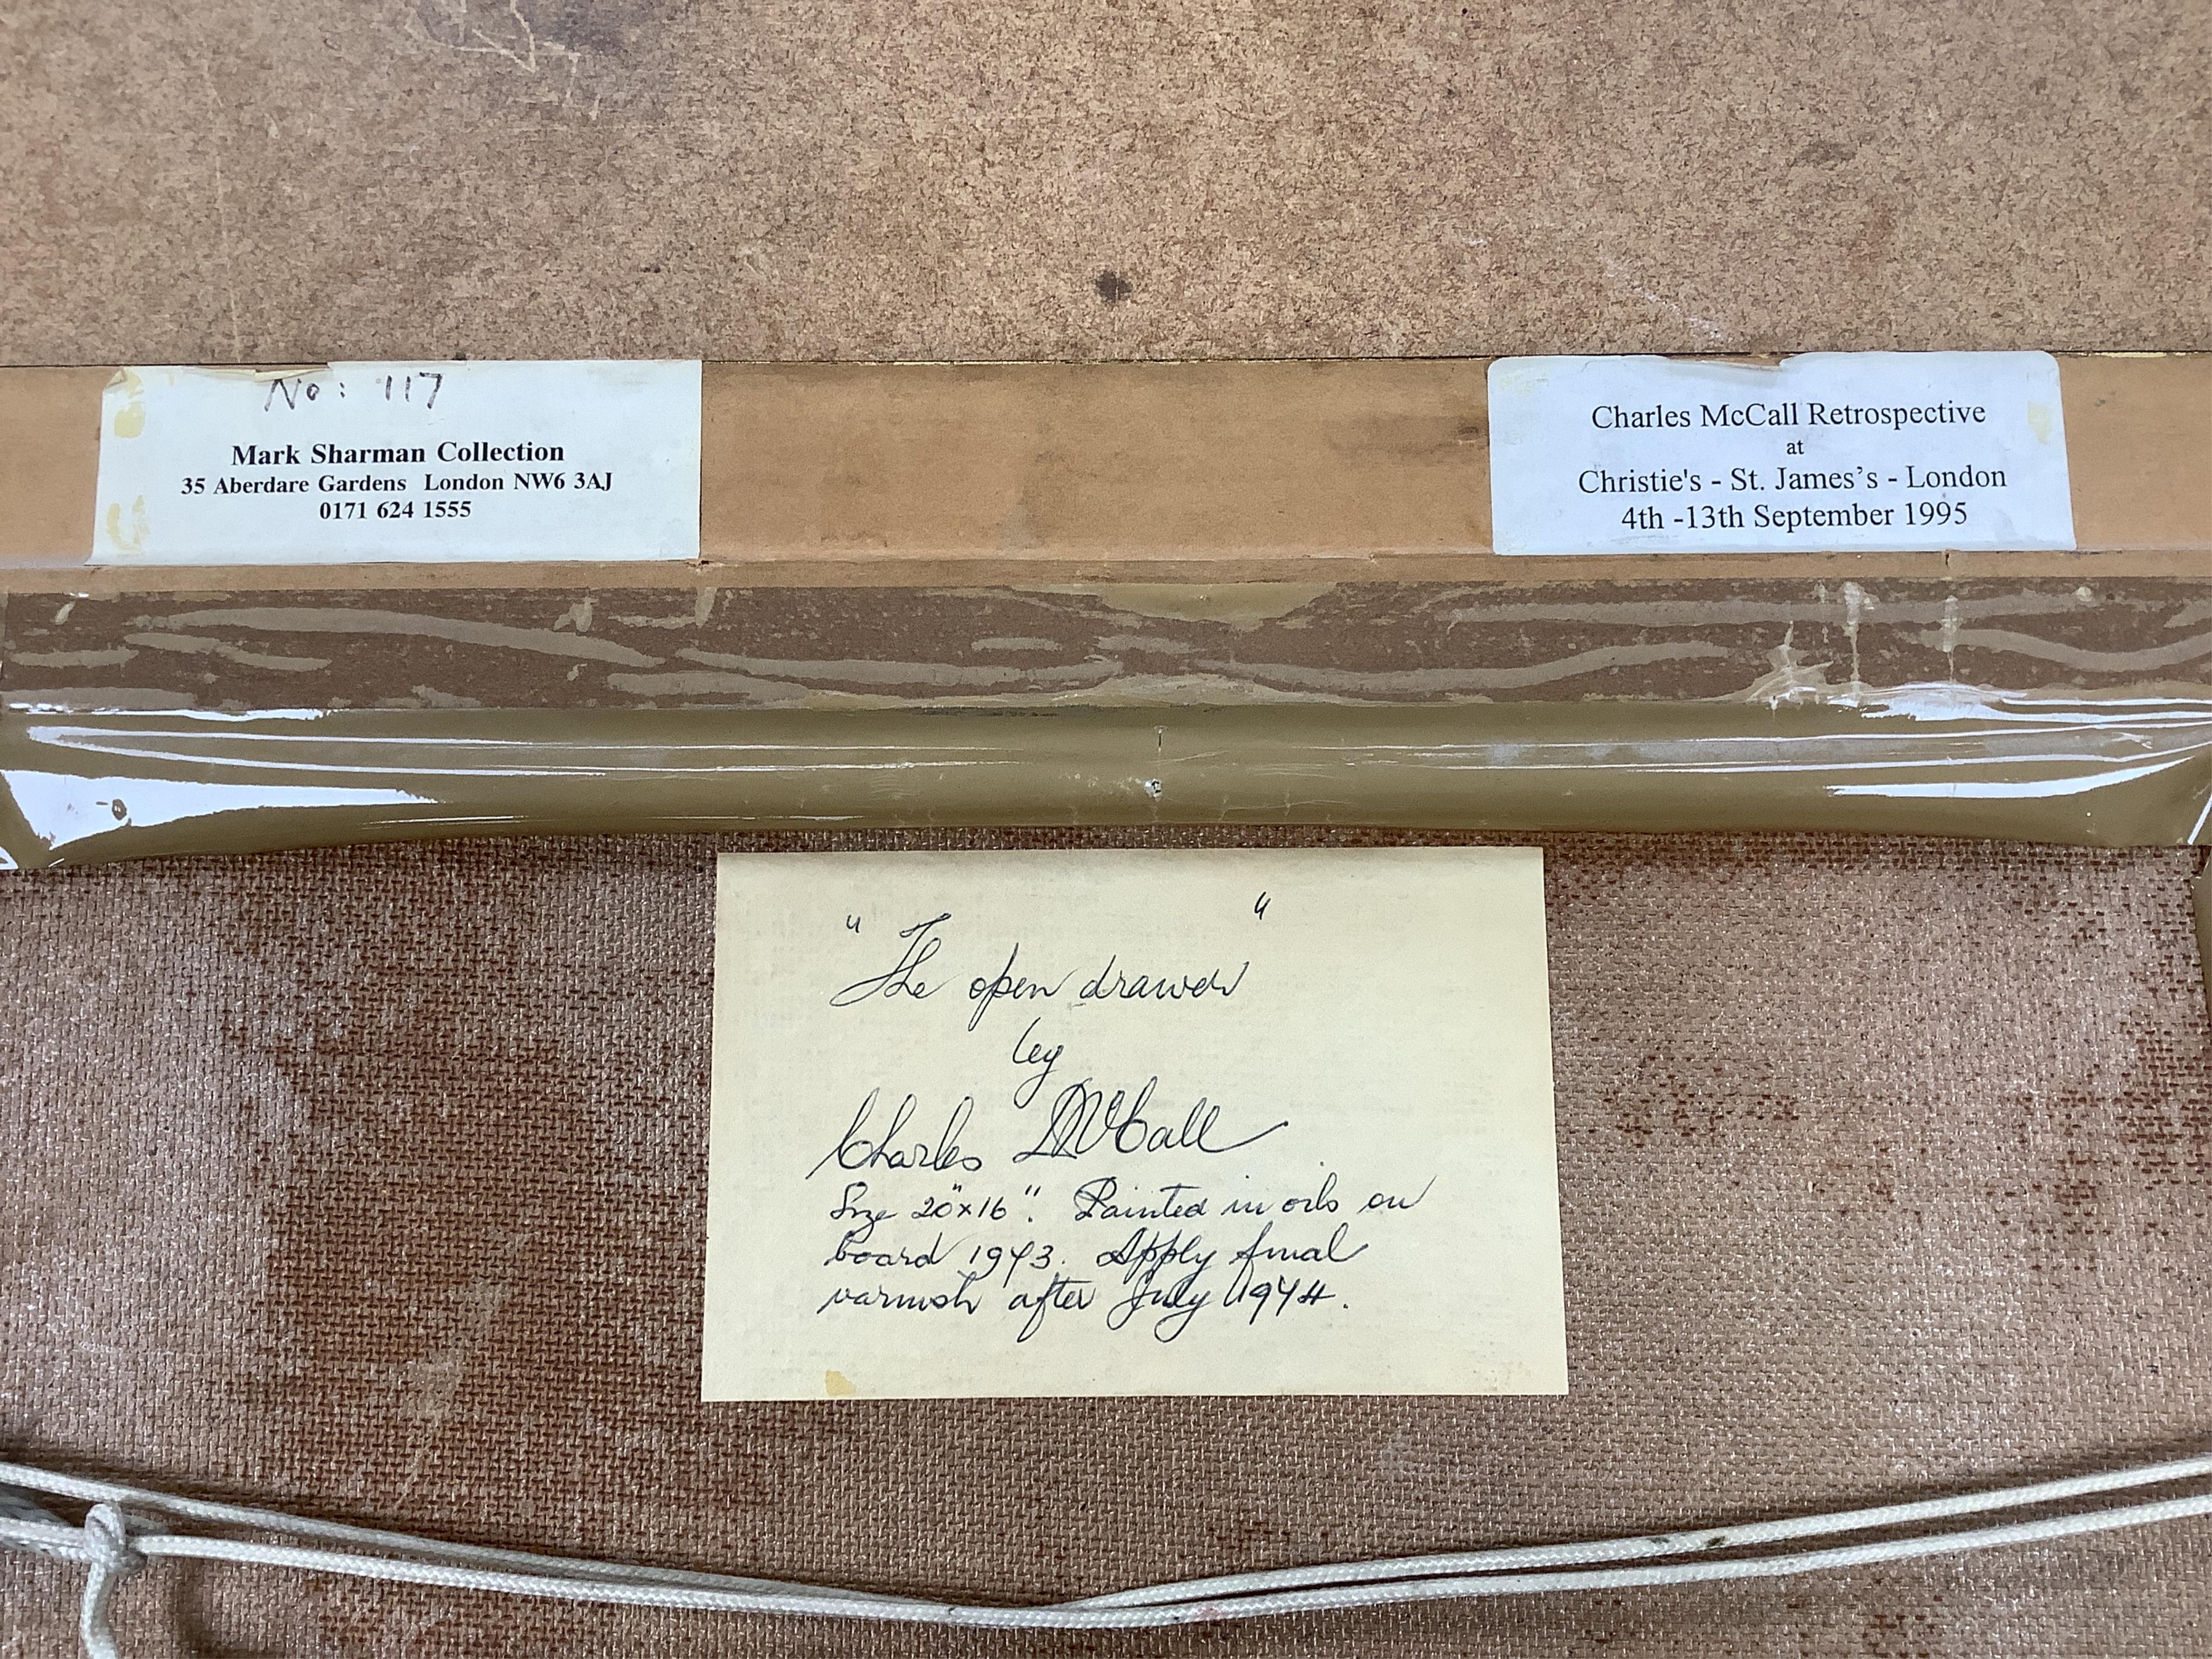 No: 117
Mark Sharman Collection
35 Aberdare Gardens London NW6 3AJ
0171 624 1555
Charles McCall Retrospective
at
Christie's - St. James's - London
4th -13th September 1995
"The open drawer"
by
Charles McCall
Size 20"x16". Painted in oils on
board 1943. Apply final
varnish after July 1944.